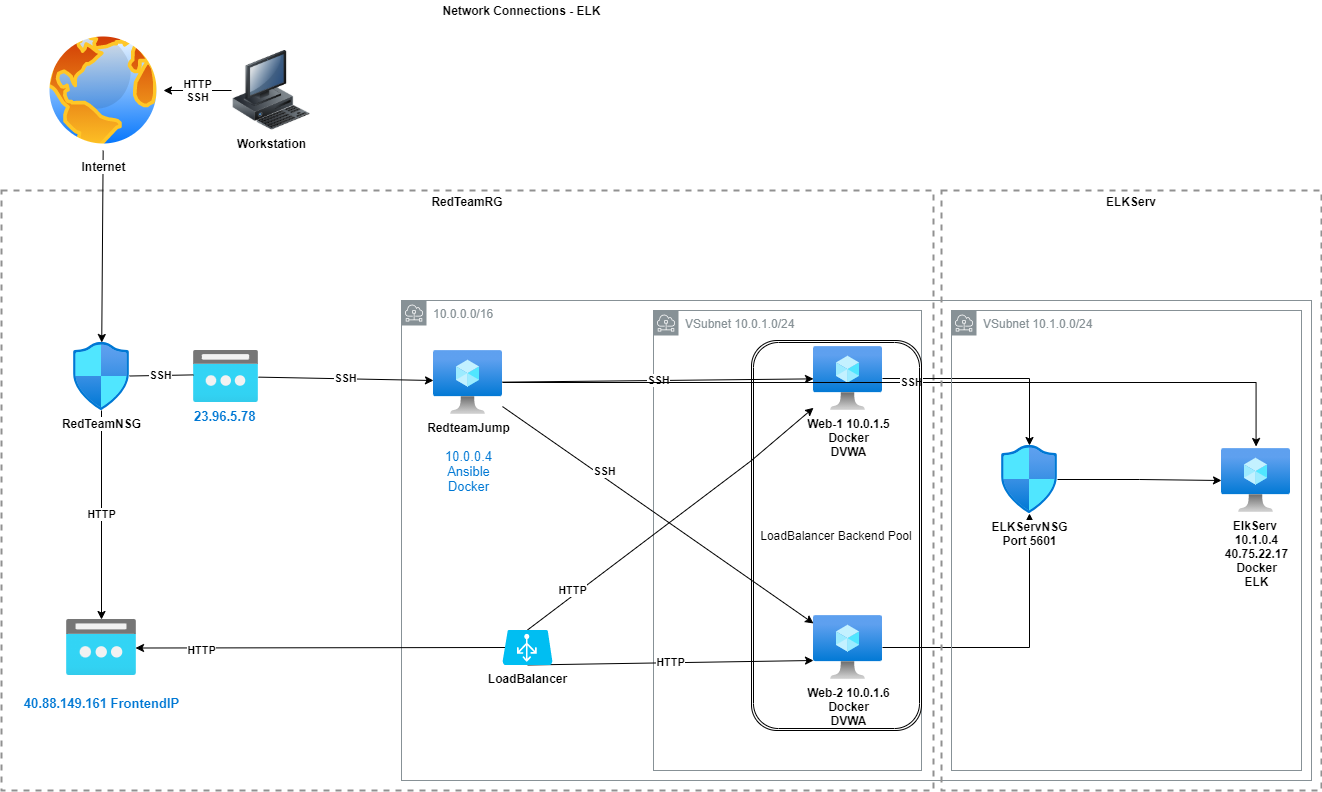 Network Connections - ELK
HTTP
SSH
Workstation
Internet
RedTeamRG
ELKServ
10.0.0.0/16
VSubnet 10.0.1.0/24
VSubnet 10.1.0.0/24
SSH
SSH
SSH
SSH
23.96.5.78
RedTeamNSG
RedteamJump
10.0.0.4
Ansible
Docker
Web-1 10.0.1.5
Docker
DVWA
SSH
HTTP
ELKServNSG
Port 5601
ElkServ
10.1.0.4
40.75.22.17
Docker
ELK
LoadBalancer Backend Pool
HTTP
HTTP
HTTP
LoadBalancer
40.88.149.161 FrontendIP
Web-2 10.0.1.6
Docker
DVWA